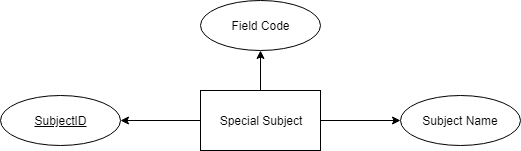 Field Code
SubjectID
Special Subject
Subject Name